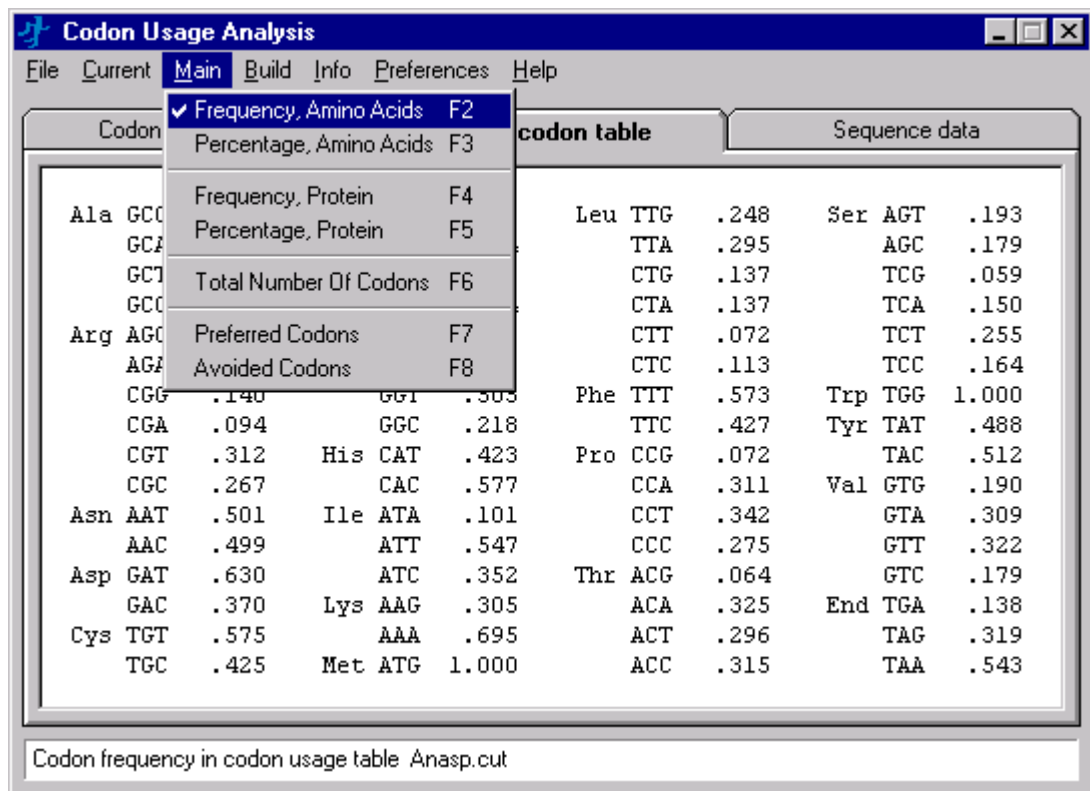 Codon Usage Analysis
File Current Main Build Info Preferences Help
Frequency, Amino Acids F2
Percentage, Amino Acids F3
Frequency, Protein F4
Percentage, Protein F5
Total Number Of Codons F6
Preferred Codons F7
Avoided Codons F8
Codon codon table Sequence data
Ala Leu TTG .248 Ser AGT .193
TTA .295 AGC .179
CTG .137 TCG .059
CTA .137 TCA .150
Arg CTT .072 TCT .255
CTC .113 TCC .164
CGG .140 GGT .503 Phe TTT .573 Trp TGG 1.000
CGA .094 GGC .218 TTC .427 Tyr TAT .488
CGT .312 His CAT .423 Pro CCG .072 TAC .512
CGC .267 CAC .577 CCA .311 Val GTG .190
Asn AAT .501 Ile ATA .101 CCT .342 GTA .309
AAC .499 ATT .547 CCC .275 GTT .322
Asp GAT .630 ATC .352 Thr ACG .064 GTC .179
GAC .370 Lys AAG .305 ACA .325 End TGA .138
Cys TGT .575 AAA .695 ACT .296 TAG .319
TGC .425 Met ATG 1.000 ACC .315 TAA .543
Codon frequency in codon usage table Anasp.cut